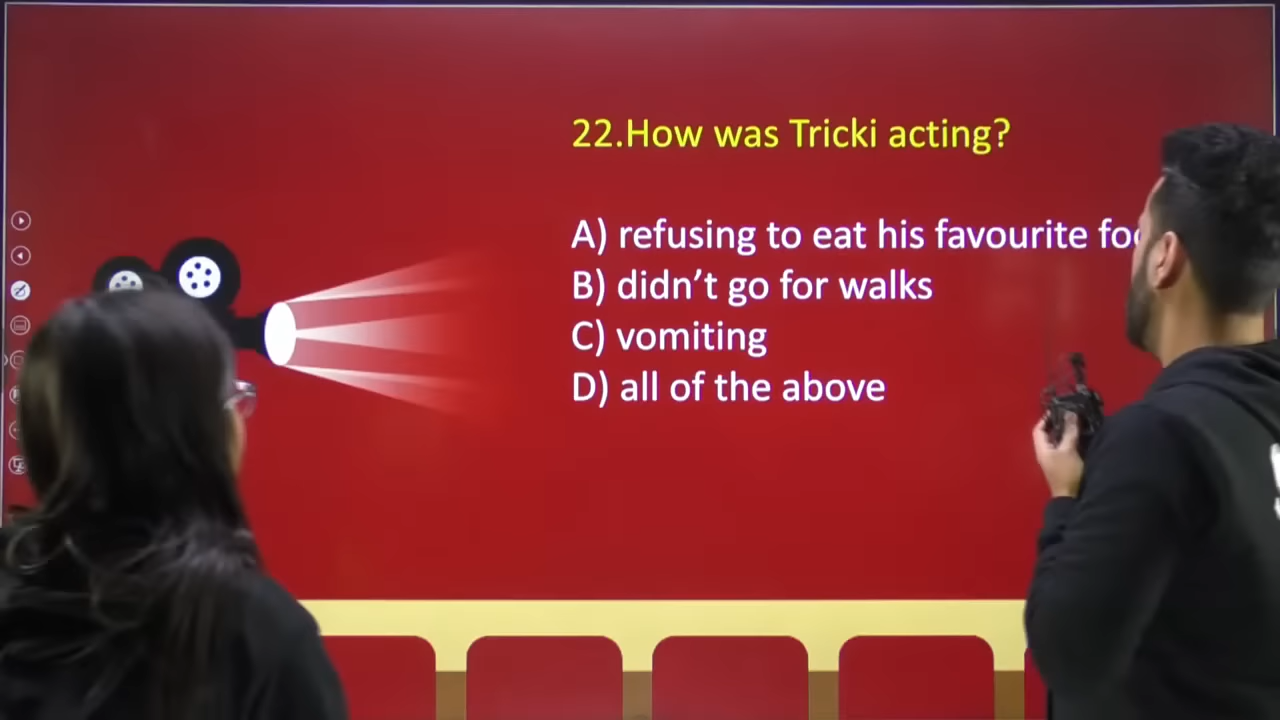 22.How was Tricki acting?
A) refusing to eat his favourite
B) didn't go for walks
C) vomiting
D) all of the above